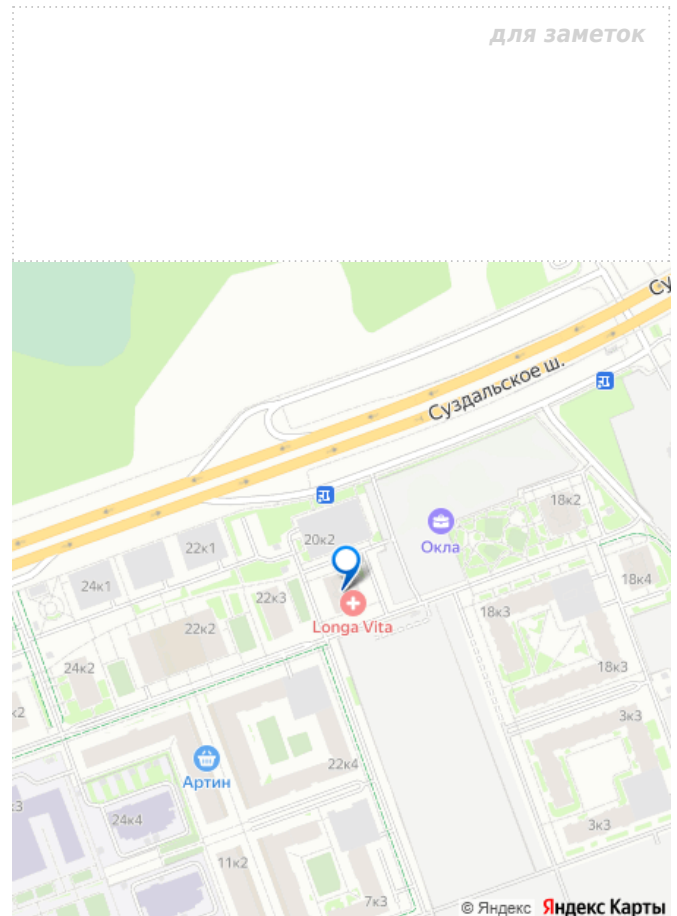 для заметок
Су
Суздальское ш.
18к2
20к2
Окла
22к1
24к1
18к4
22к3
18к3
Longa Vita
22к2
24к2
18к3
к2
3к3
22к4
Артин
к3
24к4
3к3
11к2
7к3
© Яндекс Яндекс Карты